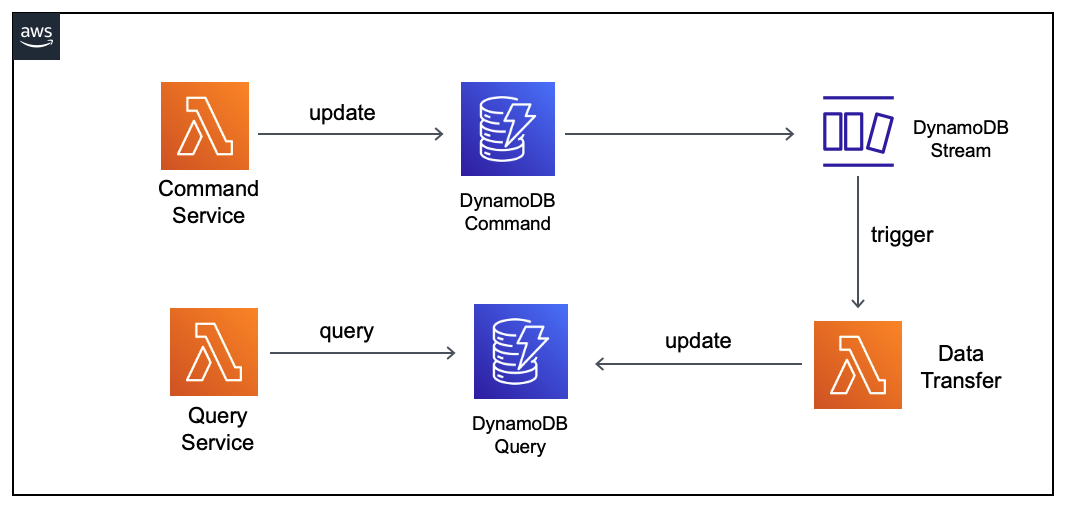 aws
update
Command
Service
DynamoDB
Command
DynamoDB
Stream
trigger
query
Query
Service
DynamoDB
Query
update
Data
Transfer